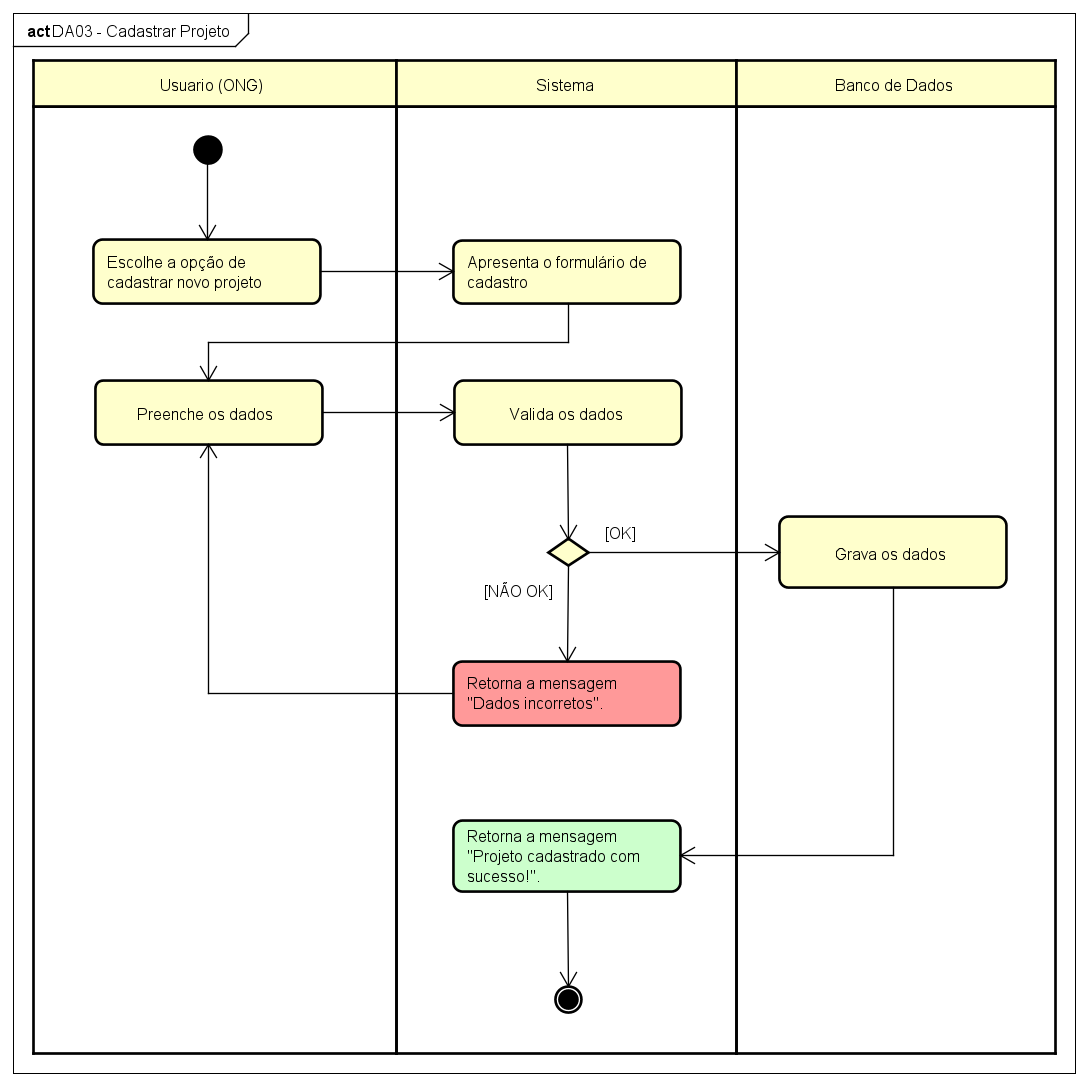 act DA03 - Cadastrar Projeto
Usuario (ONG)
Sistema
Banco de Dados
Escolhe a opção de
cadastrar novo projeto
Apresenta o formulário de
cadastro
Preenche os dados
Valida os dados
[OK]
Grava os dados
[NÃO OK]
Retorna a mensagem
"Dados incorretos".
Retorna a mensagem
"Projeto cadastrado com
sucesso!".